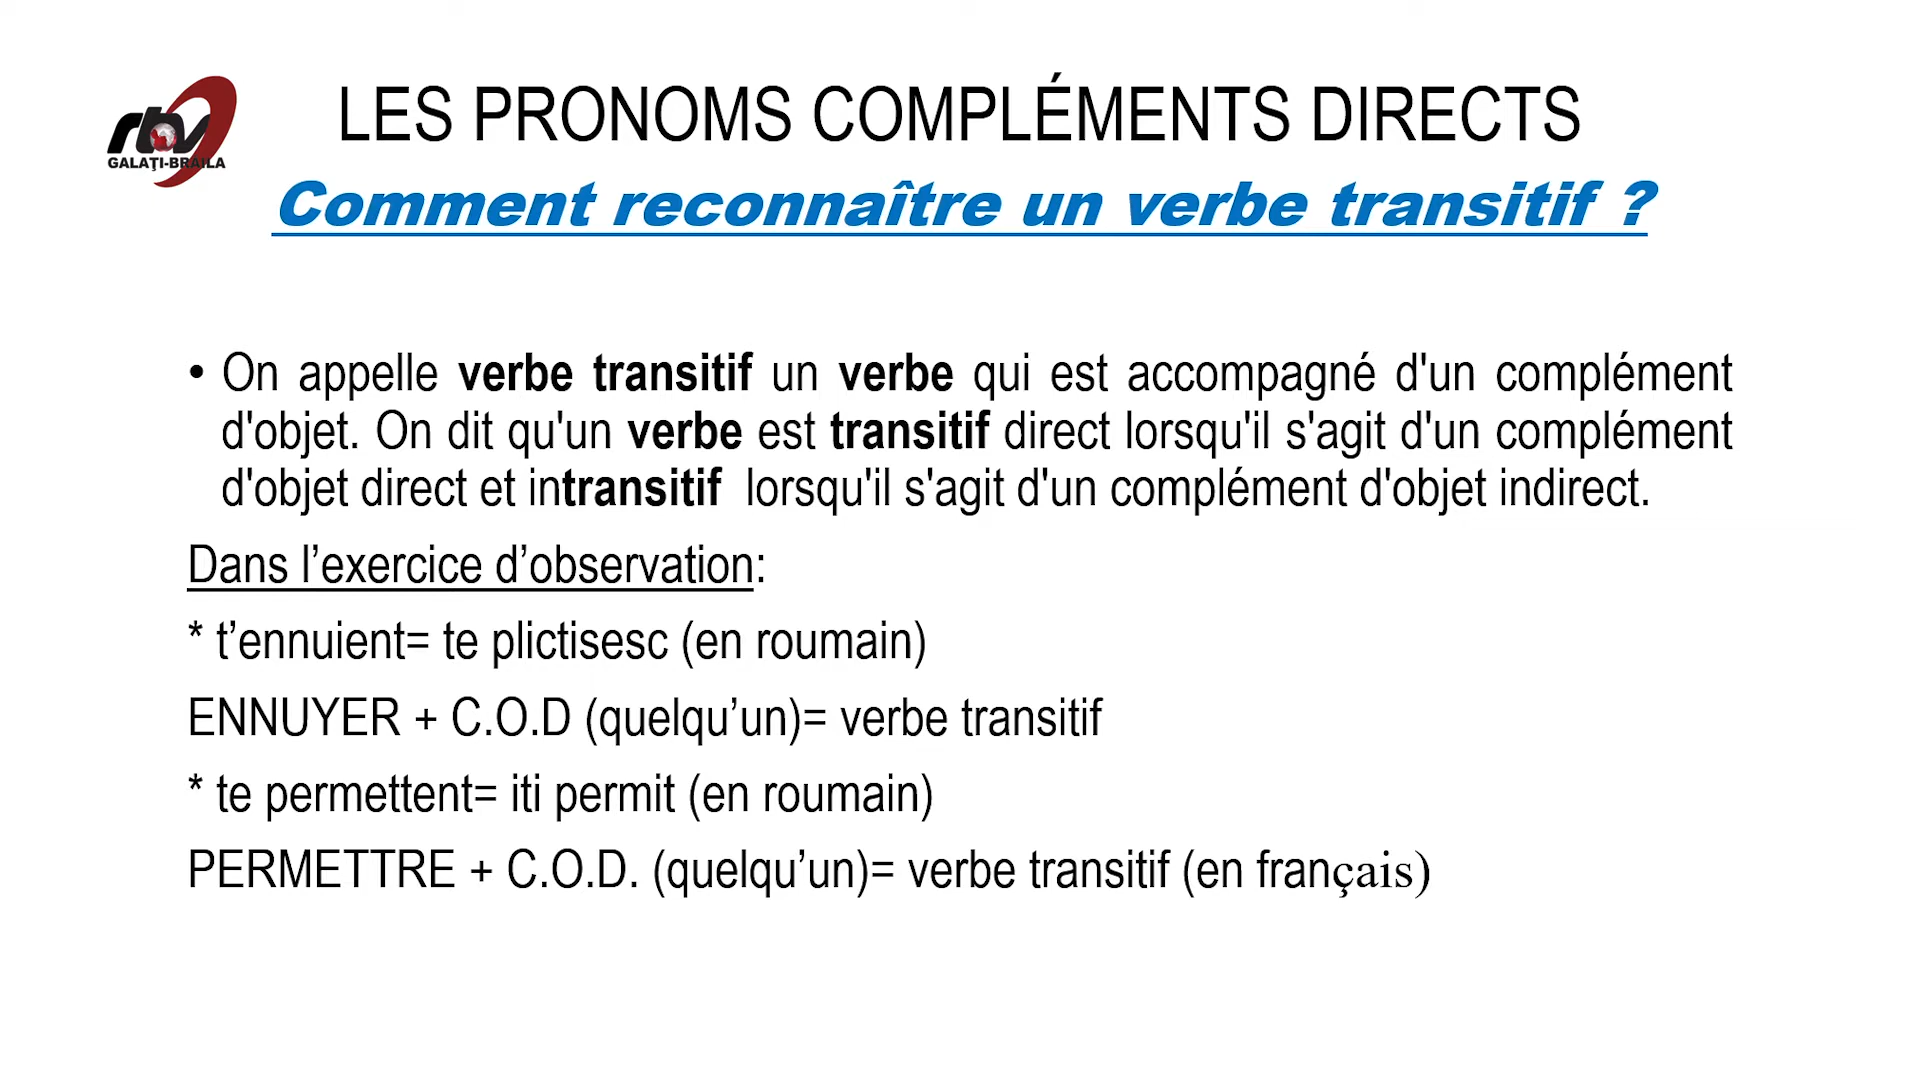 rtv
GALAŢI-BRĂILA
LES PRONOMS COMPLÉMENTS DIRECTS
Comment reconnaître un verbe transitif ?
• On appelle verbe transitif un verbe qui est accompagné d'un complément
d'objet. On dit qu'un verbe est transitif direct lorsqu'il s'agit d'un complément
d'objet direct et intransitif lorsqu'il s'agit d'un complément d'objet indirect.
Dans l’exercice d’observation:
* t’ennuient= te plictisesc (en roumain)
ENNUYER + C.O.D (quelqu’un)= verbe transitif
* te permettent= iti permit (en roumain)
PERMETTRE + C.O.D. (quelqu’un)= verbe transitif (en français)